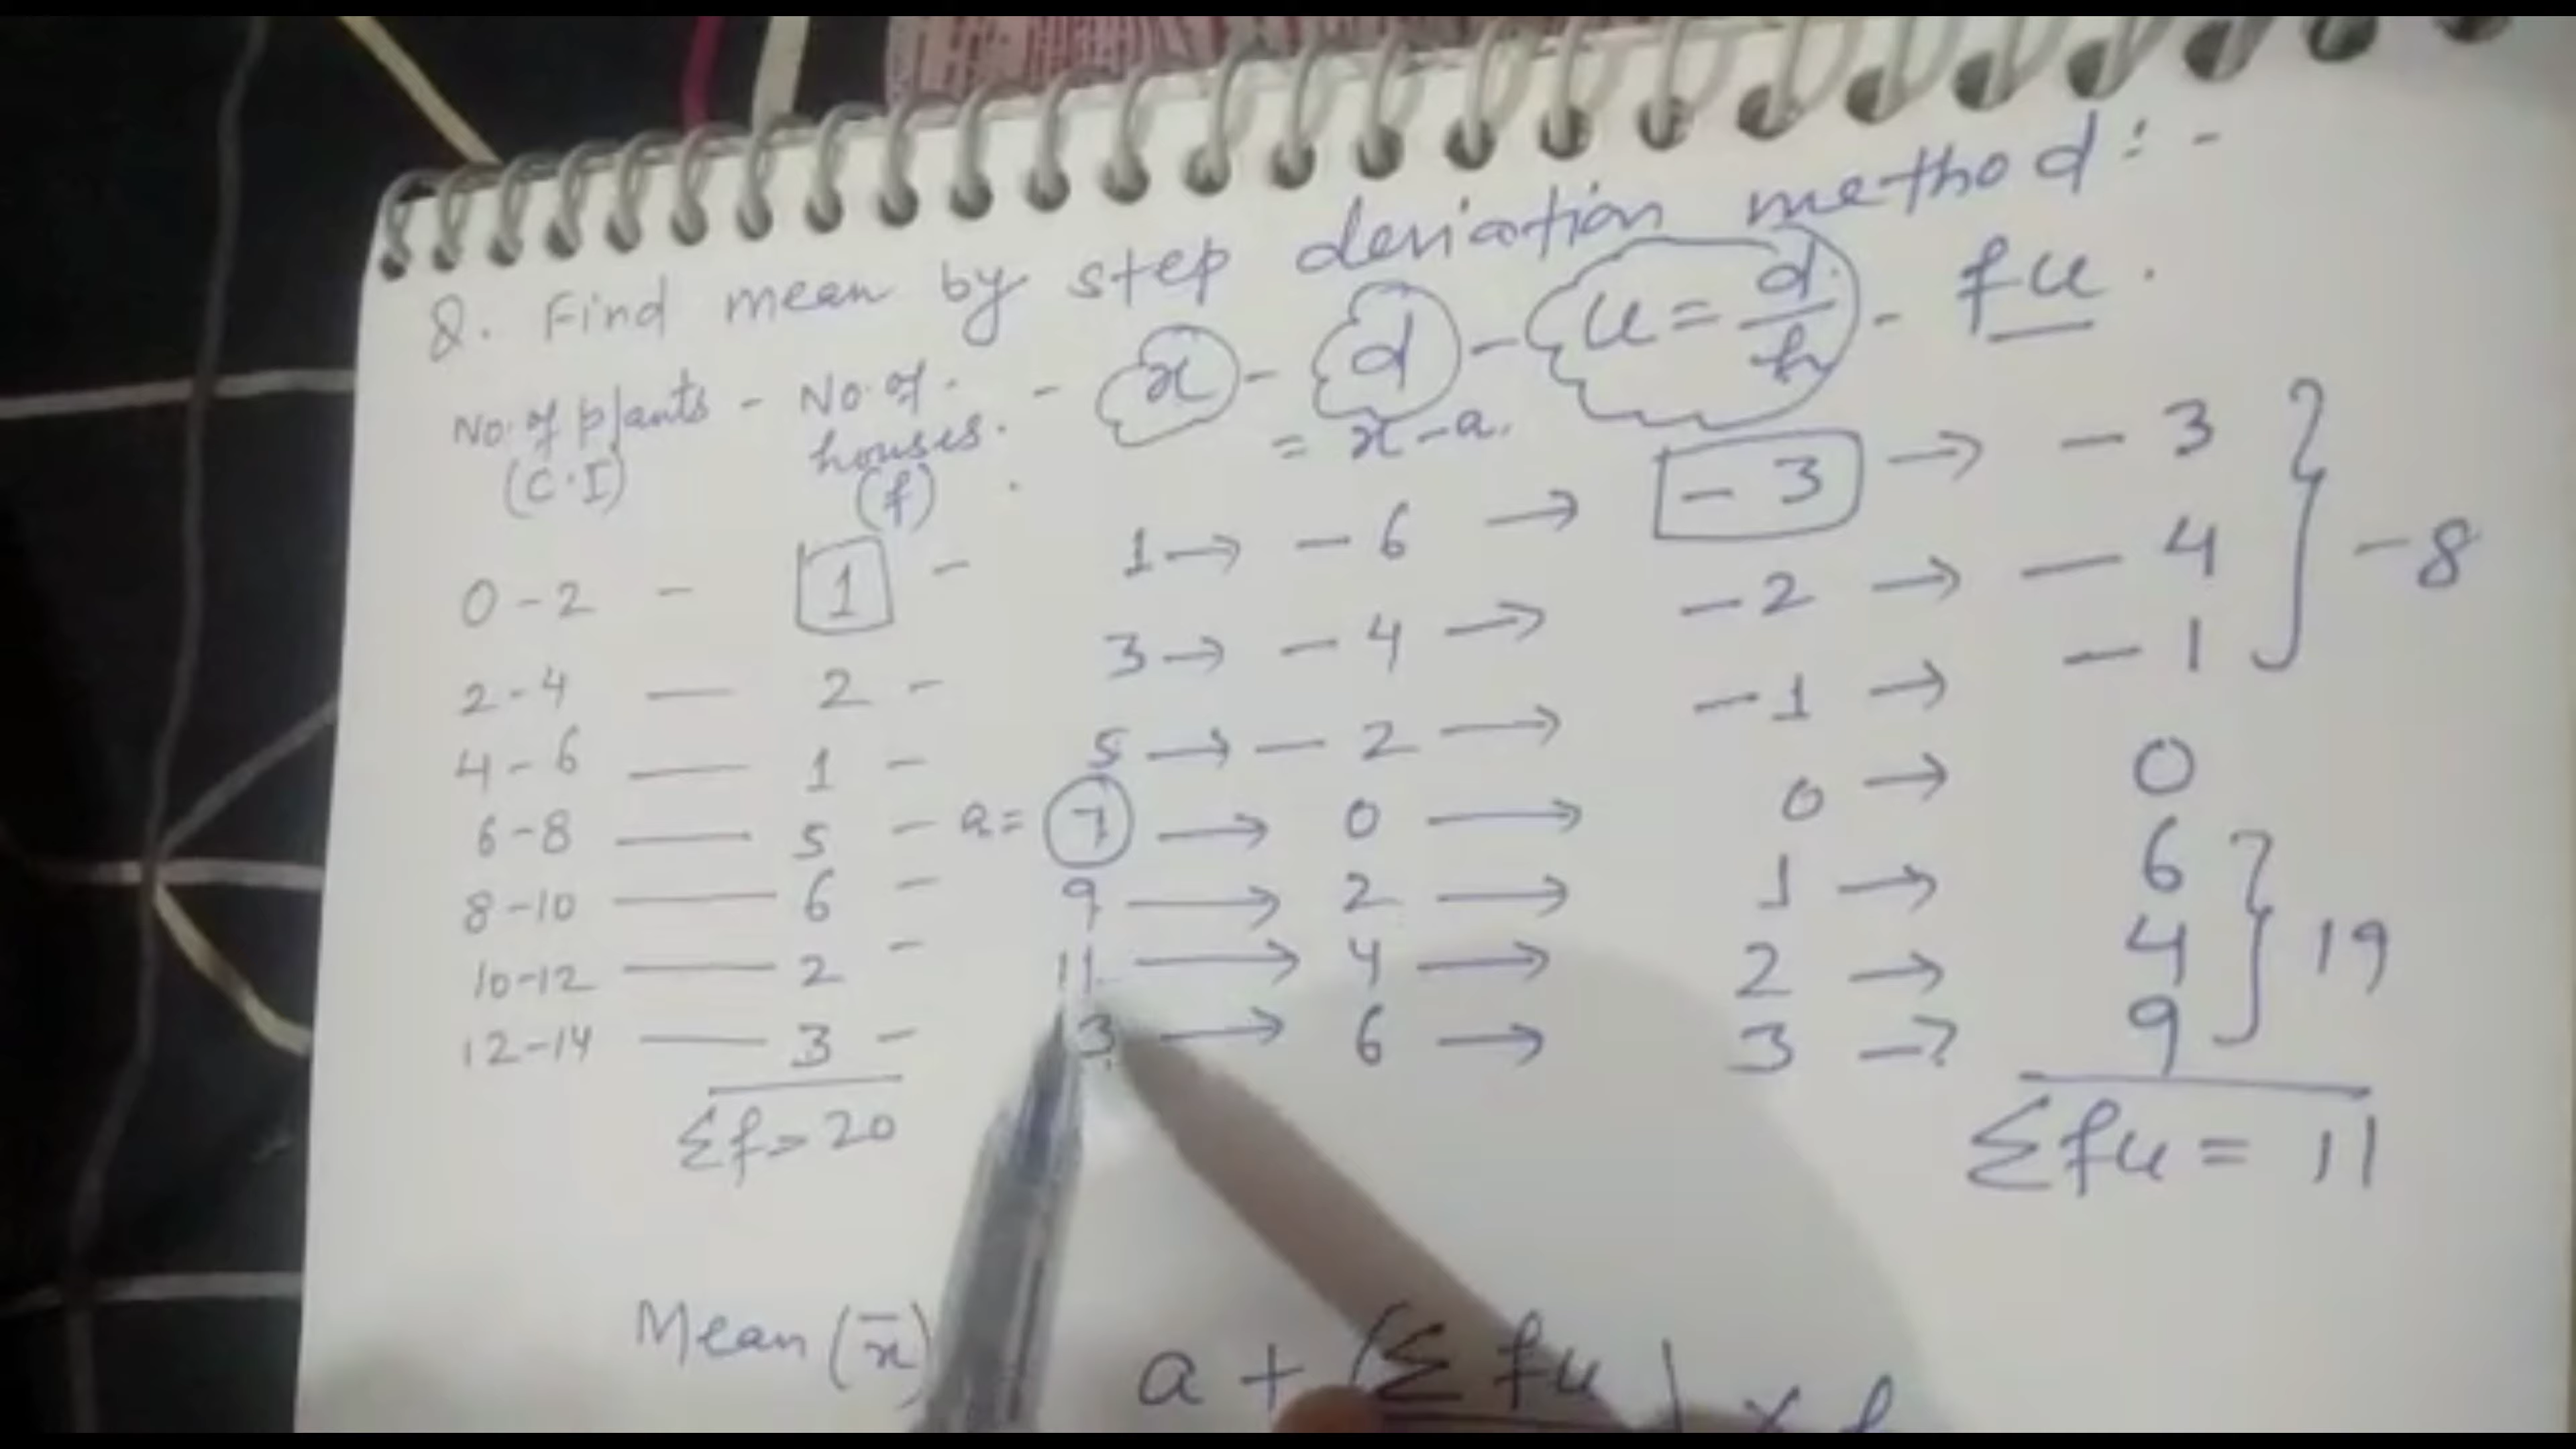 Q. Find mean by step deviation method :-
No. of plants (C.I) - No. of houses. (f) - x - d = x-a. - u = d/h - fu.
0-2 - 1 - 1 → -6 → -3 → -3
2-4 — 2 - 3 → -4 → -2 → -4
4-6 — 1 - 5 → -2 → -1 → -1 } -8
6-8 — 5 - a = 7 → 0 → 0 → 0
8-10 — 6 - 9 → 2 → 1 → 6
10-12 — 2 - 11 → 4 → 2 → 4
12-14 — 3 - 3 → 6 → 3 → 9 } 19
Σf = 20 Σfu = 11
Mean (x̄) a + (Σfu) ×